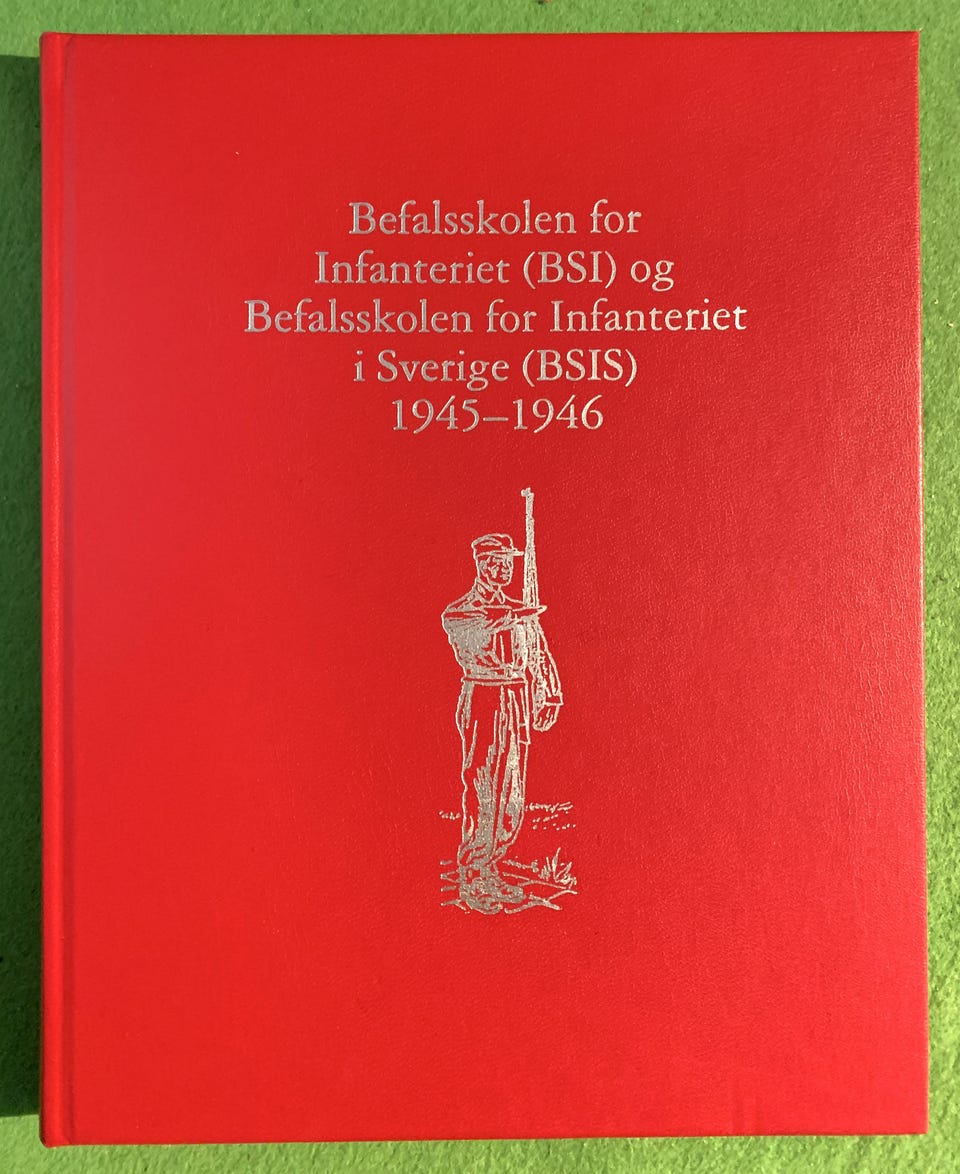 Befalsskolen for
Infanteriet (BSI) og
Befalsskolen for Infanteriet
i Sverige (BSIS)
1945–1946